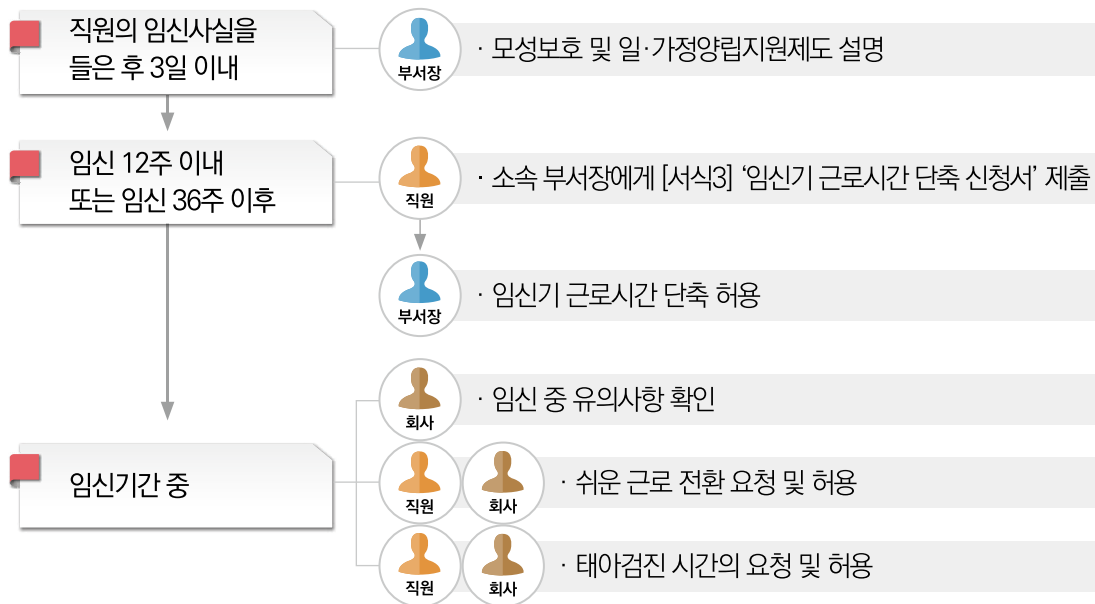 직원의 임신사실을
들은 후 3일 이내
부서장
· 모성보호 및 일·가정양립지원제도 설명
임신 12주 이내
또는 임신 36주 이후
직원
· 소속 부서장에게 [서식3] ‘임신기 근로시간 단축 신청서’ 제출
부서장
· 임신기 근로시간 단축 허용
임신기간 중
회사
· 임신 중 유의사항 확인
직원 회사
· 쉬운 근로 전환 요청 및 허용
직원 회사
· 태아검진 시간의 요청 및 허용